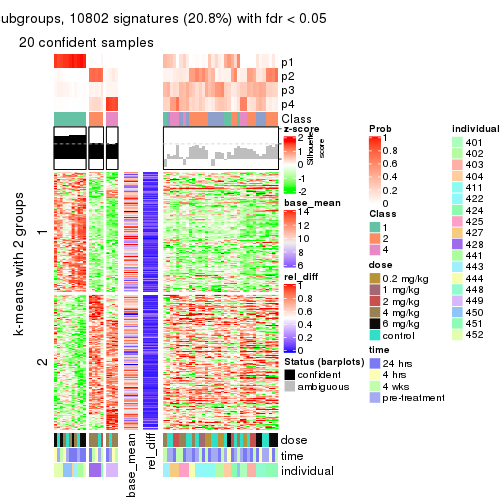 ubgroups, 10802 signatures (20.8%) with fdr < 0.05
20 confident samples
p1
p2
p3
p4
Class
Silhouette
score
k-means with 2 groups
1
2
dose
time
individual
base_mean
rel_diff
z-score
2
1
0
-1
-2
base_mean
14
12
10
8
6
rel_diff
1
0.8
0.6
0.4
0.2
0
Status (barplots)
confident
ambiguous
Prob
1
0.8
0.6
0.4
0.2
0
Class
1
2
4
dose
0.2 mg/kg
1 mg/kg
2 mg/kg
4 mg/kg
6 mg/kg
control
time
24 hrs
4 hrs
4 wks
pre-treatment
individual
401
402
403
404
411
422
424
425
427
428
441
443
444
448
449
450
451
452